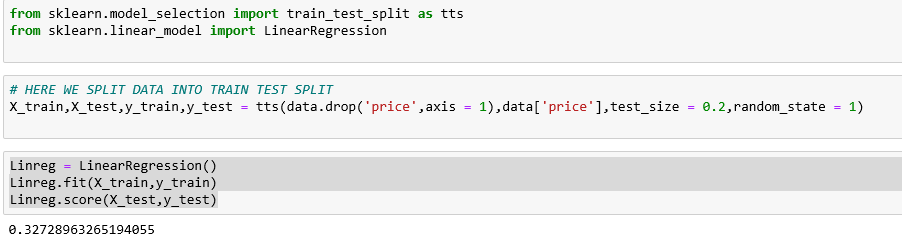 from sklearn.model_selection import train_test_split as tts
from sklearn.linear_model import LinearRegression
# HERE WE SPLIT DATA INTO TRAIN TEST SPLIT
X_train,X_test,y_train,y_test = tts(data.drop('price',axis = 1),data['price'],test_size = 0.2,random_state = 1)
Linreg = LinearRegression()
Linreg.fit(X_train,y_train)
Linreg.score(X_test,y_test)
0.32728963265194055